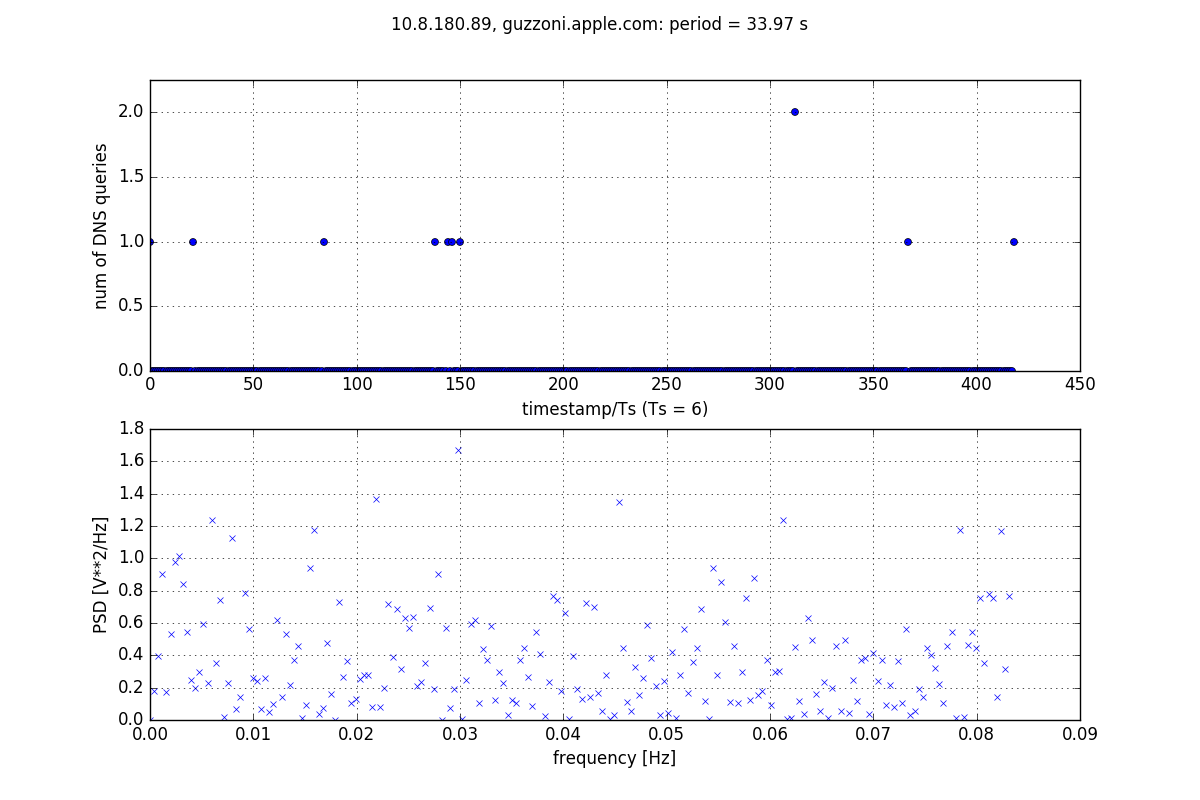 10.8.180.89, guzzoni.apple.com: period = 33.97 s
2.0
1.5
1.0
0.5
0.0
num of DNS queries
0 50 100 150 200 250 300 350 400 450
timestamp/Ts (Ts = 6)
1.8
1.6
1.4
1.2
1.0
0.8
0.6
0.4
0.2
0.0
PSD [V**2/Hz]
0.00 0.01 0.02 0.03 0.04 0.05 0.06 0.07 0.08 0.09
frequency [Hz]